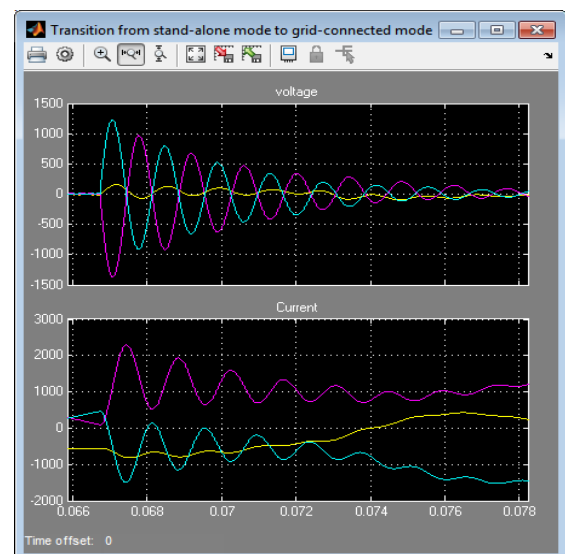 Transition from stand-alone mode to grid-connected mode
voltage
1500
1000
500
0
-500
-1000
-1500
Current
3000
2000
1000
0
-1000
-2000
0.066 0.068 0.07 0.072 0.074 0.076 0.078
Time offset: 0